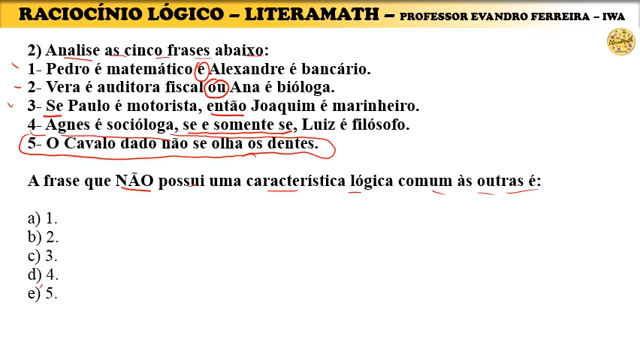 RACIOCÍNIO LÓGICO – LITERAMATH – PROFESSOR EVANDRO FERREIRA – IWA
2) Analise as cinco frases abaixo:
1- Pedro é matemático e Alexandre é bancário.
2- Vera é auditora fiscal ou Ana é bióloga.
3- Se Paulo é motorista, então Joaquim é marinheiro.
4- Agnes é socióloga, se e somente se, Luiz é filósofo.
5- O Cavalo dado não se olha os dentes.
A frase que NÃO possui uma característica lógica comum às outras é:
a) 1.
b) 2.
c) 3.
d) 4.
e) 5.